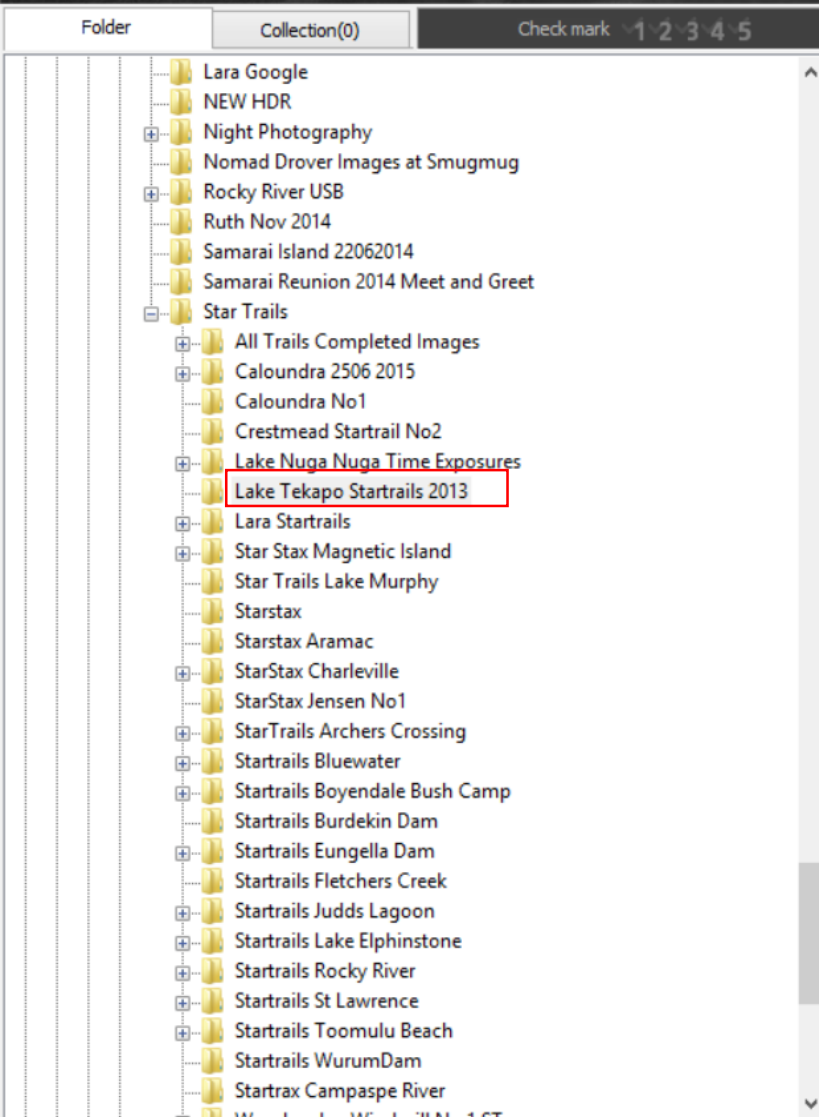 Folder Collection(0) Check mark 1 2 3 4 5
Lara Google
NEW HDR
Night Photography
Nomad Drover Images at Smugmug
Rocky River USB
Ruth Nov 2014
Samarai Island 22062014
Samarai Reunion 2014 Meet and Greet
Star Trails
All Trails Completed Images
Caloundra 2506 2015
Caloundra No1
Crestmead Startrail No2
Lake Nuga Nuga Time Exposures
Lake Tekapo Startrails 2013
Lara Startrails
Star Stax Magnetic Island
Star Trails Lake Murphy
Starstax
Starstax Aramac
StarStax Charleville
StarStax Jensen No1
StarTrails Archers Crossing
Startrails Bluewater
Startrails Boyendale Bush Camp
Startrails Burdekin Dam
Startrails Eungella Dam
Startrails Fletchers Creek
Startrails Judds Lagoon
Startrails Lake Elphinstone
Startrails Rocky River
Startrails St Lawrence
Startrails Toomulu Beach
Startrails WurumDam
Startrax Campaspe River